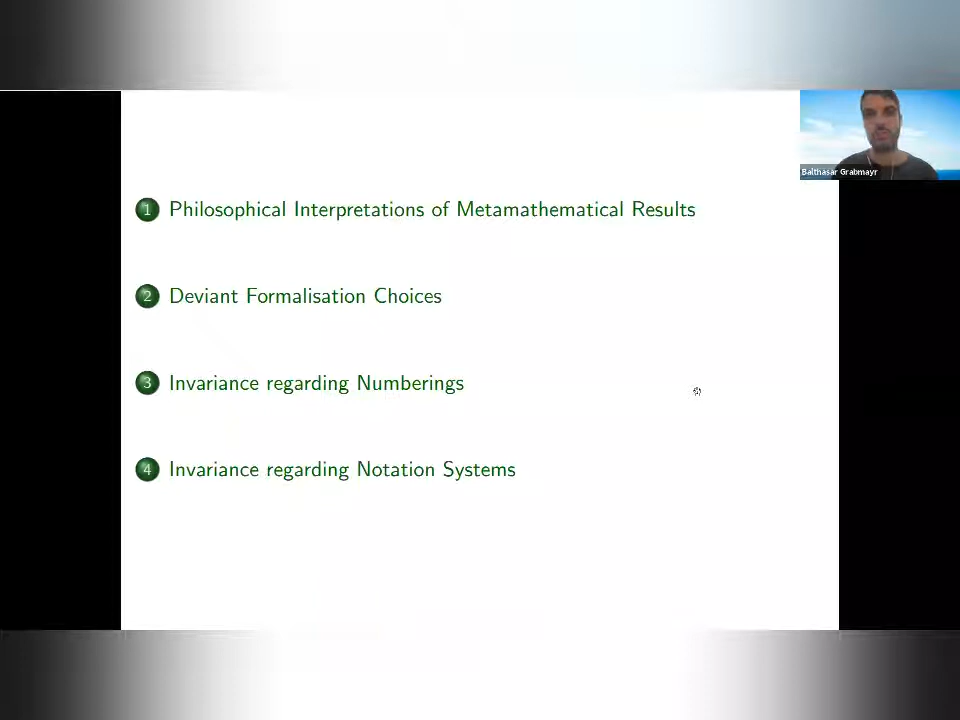 Balthasar Grabmayr
1 Philosophical Interpretations of Metamathematical Results
2 Deviant Formalisation Choices
3 Invariance regarding Numberings
4 Invariance regarding Notation Systems